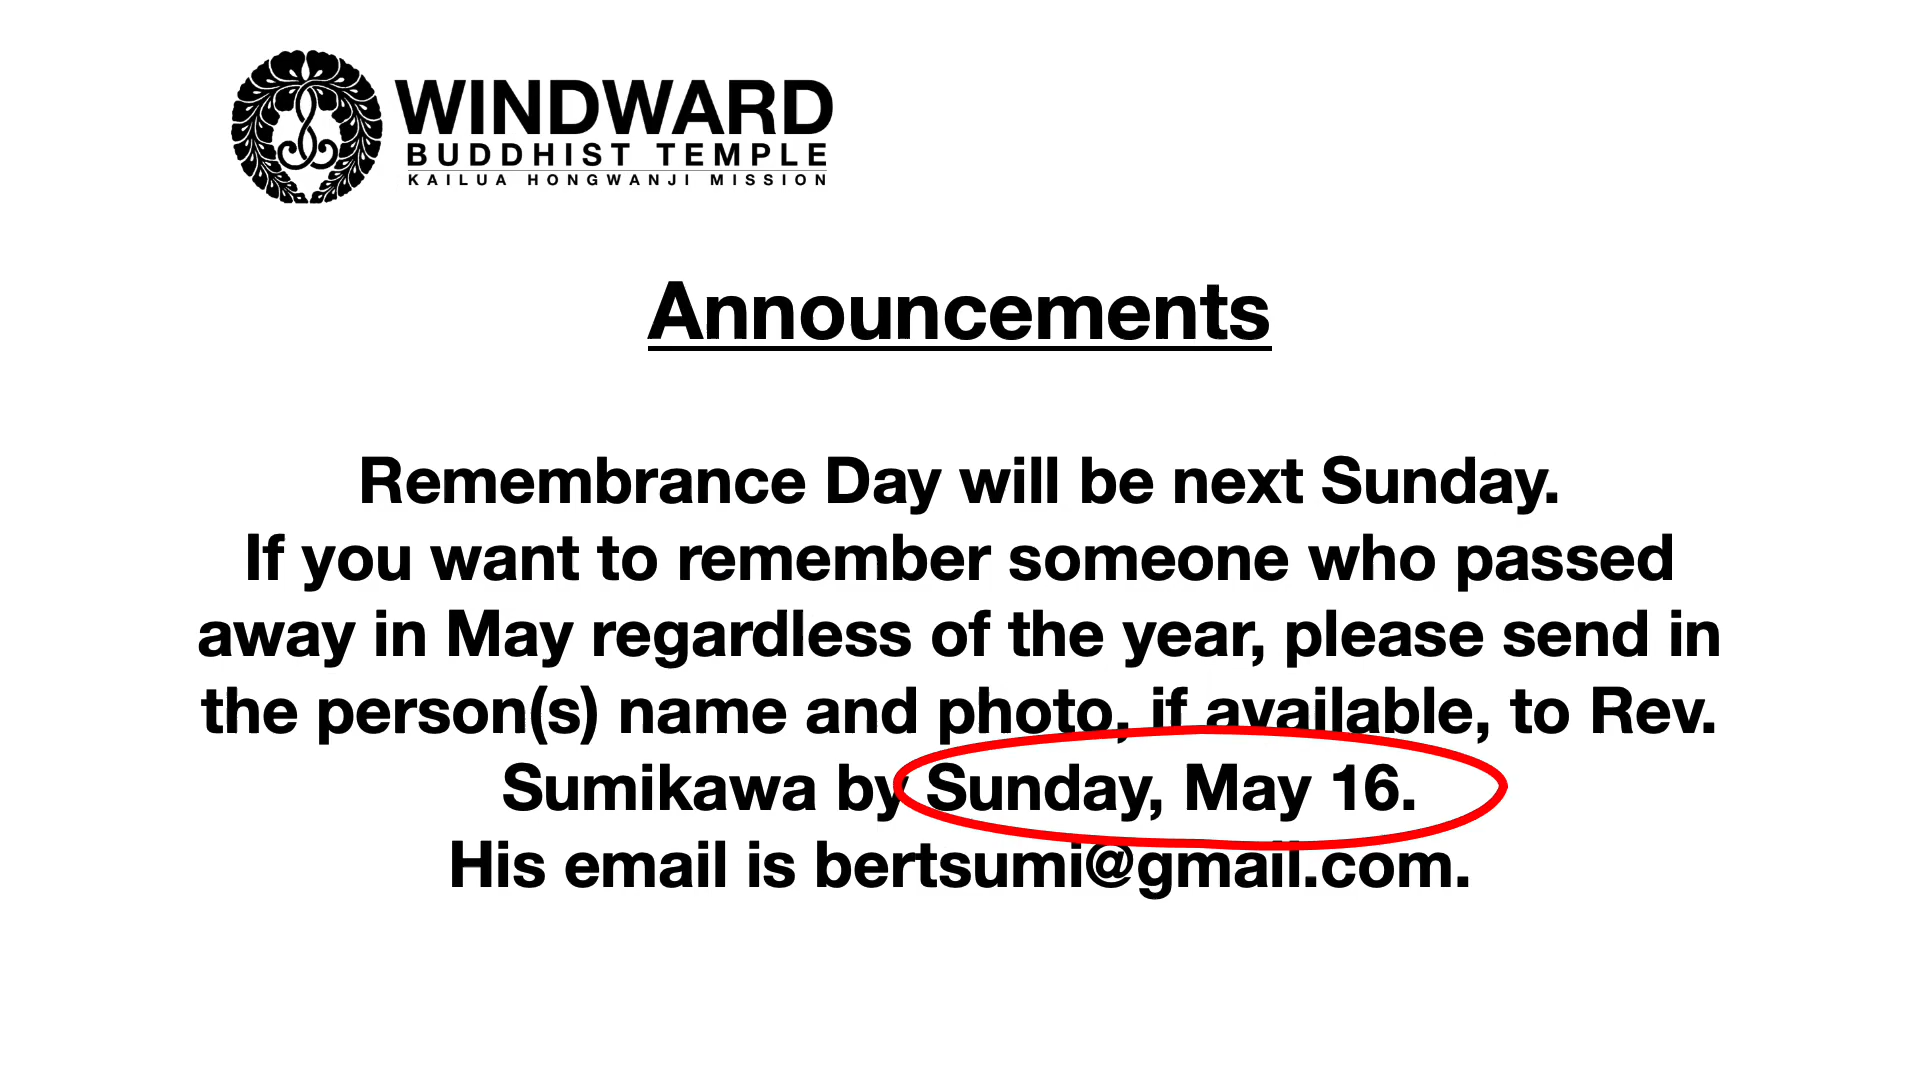 WINDWARD
BUDDHIST TEMPLE
KAILUA HONGWANJI MISSION
Announcements
Remembrance Day will be next Sunday.
If you want to remember someone who passed
away in May regardless of the year, please send in
the person(s) name and photo, if available, to Rev.
Sumikawa by Sunday, May 16.
His email is bertsumi@gmail.com.